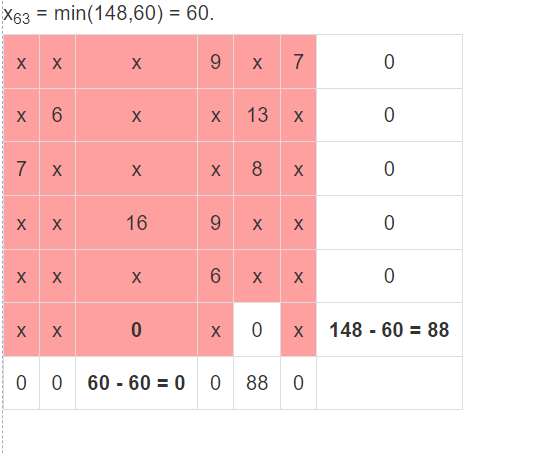 x63 = min(148,60) = 60.
x x x 9 x 7 0
x 6 x x 13 x 0
7 x x x 8 x 0
x x 16 9 x x 0
x x x 6 x x 0
x x 0 x 0 x 148 - 60 = 88
0 0 60 - 60 = 0 0 88 0